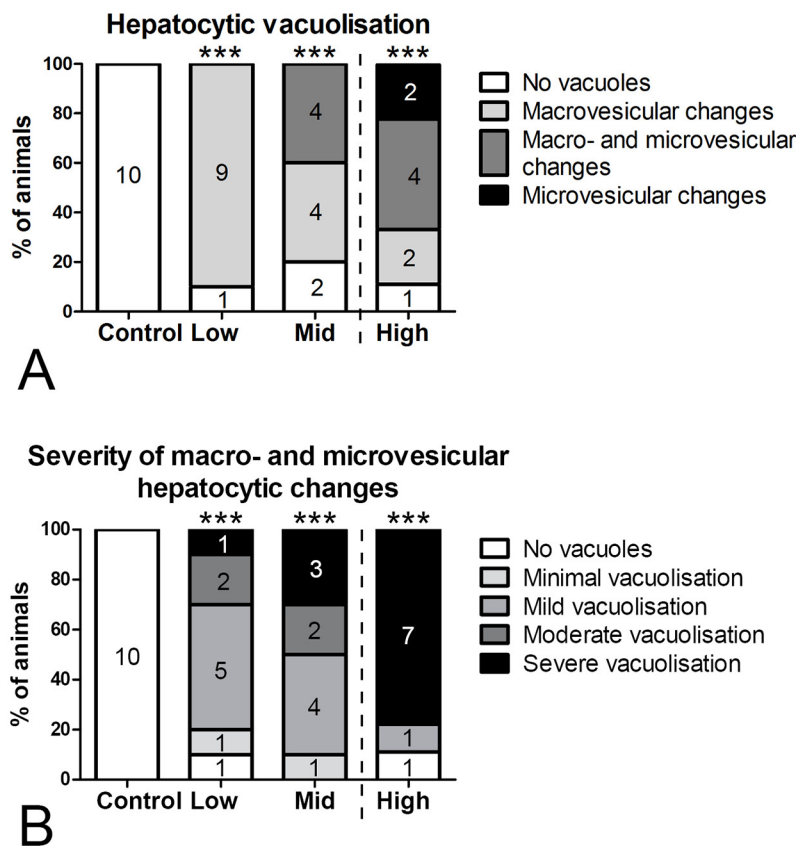 Hepatocytic vacuolisation
*** *** ***
100
80
60
40
20
0
% of animals
10
9
1
4
4
2
2
4
2
1
Control Low Mid High
No vacuoles
Macrovesicular changes
Macro- and microvesicular
changes
Microvesicular changes
A
Severity of macro- and microvesicular
hepatocytic changes
*** *** ***
100
80
60
40
20
0
% of animals
10
1
2
5
1
1
3
2
4
1
7
1
1
Control Low Mid High
No vacuoles
Minimal vacuolisation
Mild vacuolisation
Moderate vacuolisation
Severe vacuolisation
B